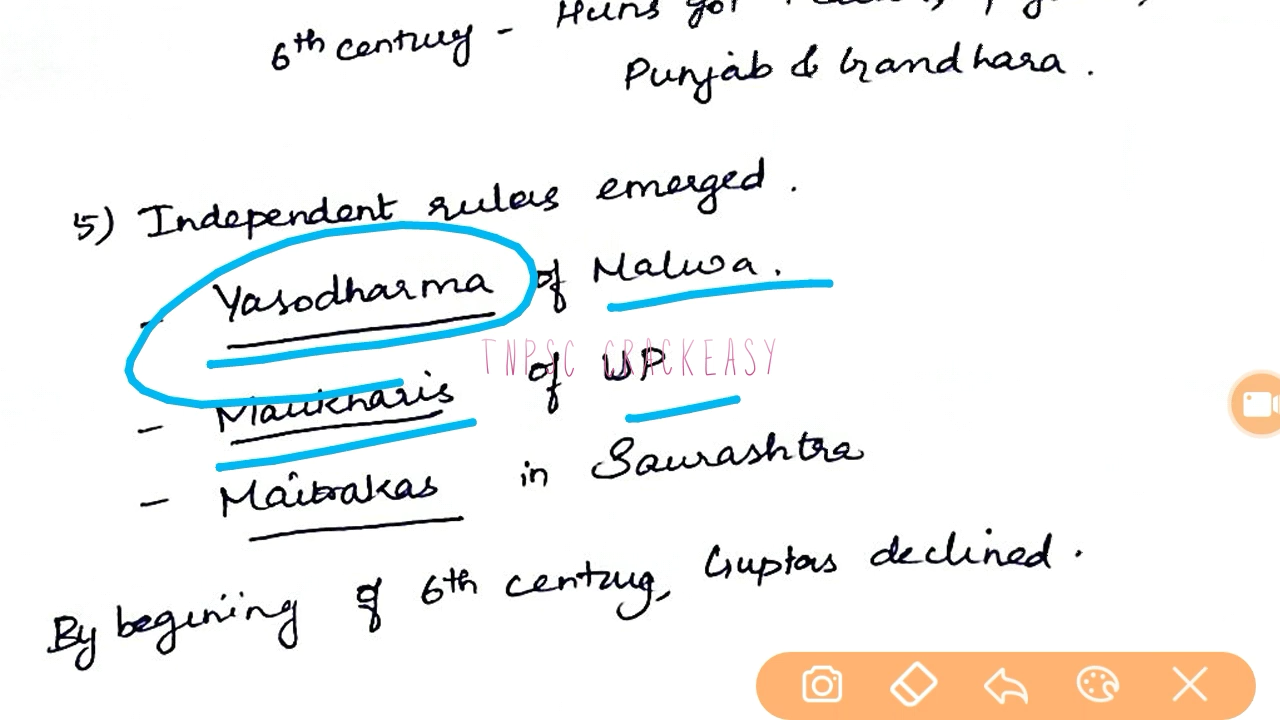 6th century - Huns got
Punjab & Gandhara.
5) Independent rulers emerged.
- Yasodharma of Malwa.
TNPSC CRACKEASY
- Maukharis of UP
- Maitrakas in Saurashtra
By begining of 6th century, Guptas declined.